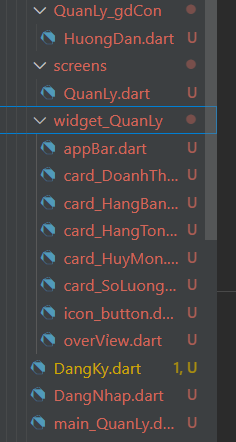 QuanLy_gdCon
HuongDan.dart U
screens
QuanLy.dart U
widget_QuanLy
appBar.dart U
card_DoanhTh... U
card_HangBan... U
card_HangTon... U
card_HuyMon.... U
card_SoLuong... U
icon_button.d... U
overView.dart U
DangKy.dart 1, U
DangNhap.dart U
main_QuanLy.d... U